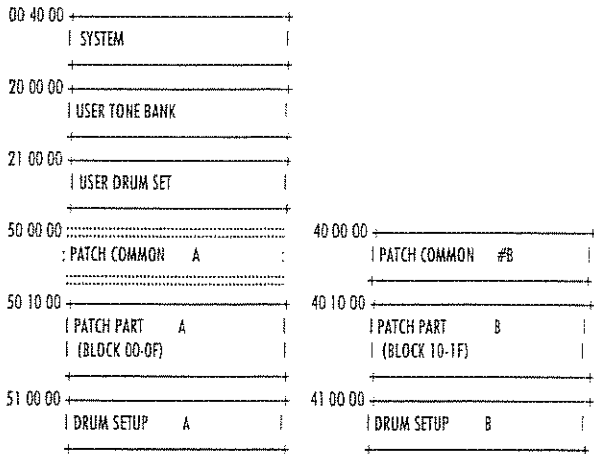 00 40 00
SYSTEM
20 00 00
USER TONE BANK
21 00 00
USER DRUM SET
50 00 00 40 00 00
PATCH COMMON A PATCH COMMON #B
50 10 00 40 10 00
PATCH PART A PATCH PART B
(BLOCK 00-0F) (BLOCK 10-1F)
51 00 00 41 00 00
DRUM SETUP A DRUM SETUP B